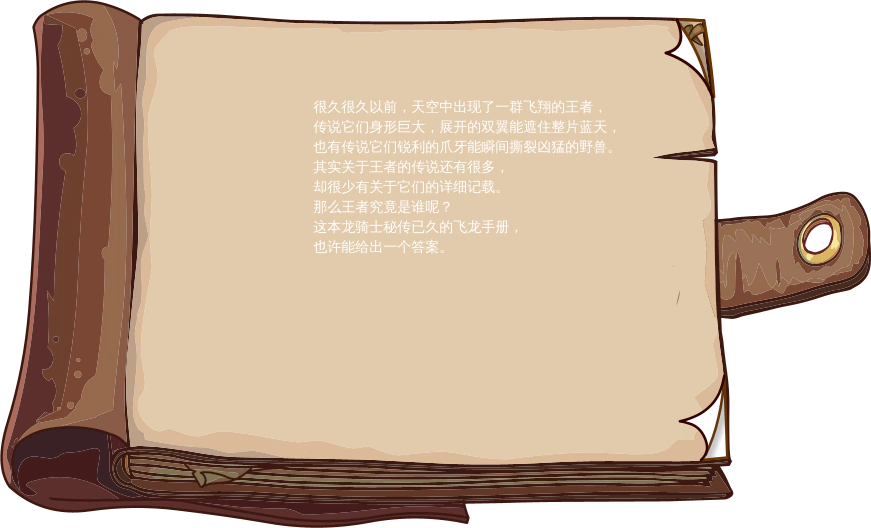 很久很久以前，天空中出现了一群飞翔的王者，
传说它们身形巨大，展开的双翼能遮住整片蓝天，
也有传说它们锐利的爪牙能瞬间撕裂凶猛的野兽。
其实关于王者的传说还有很多，
却很少有关于它们的详细记载。
那么王者究竟是谁呢？
这本龙骑士秘传已久的飞龙手册，
也许能给出一个答案。